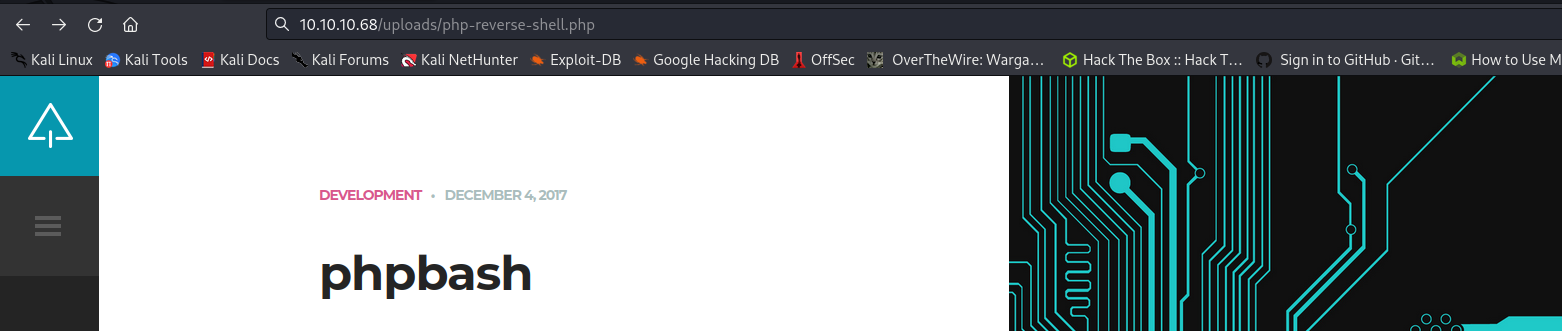 10.10.10.68/uploads/php-reverse-shell.php
Kali Linux Kali Tools Kali Docs Kali Forums Kali NetHunter Exploit-DB Google Hacking DB OffSec OverTheWire: Warga… Hack The Box :: Hack T… Sign in to GitHub · Git… How to Use M
DEVELOPMENT • DECEMBER 4, 2017
phpbash